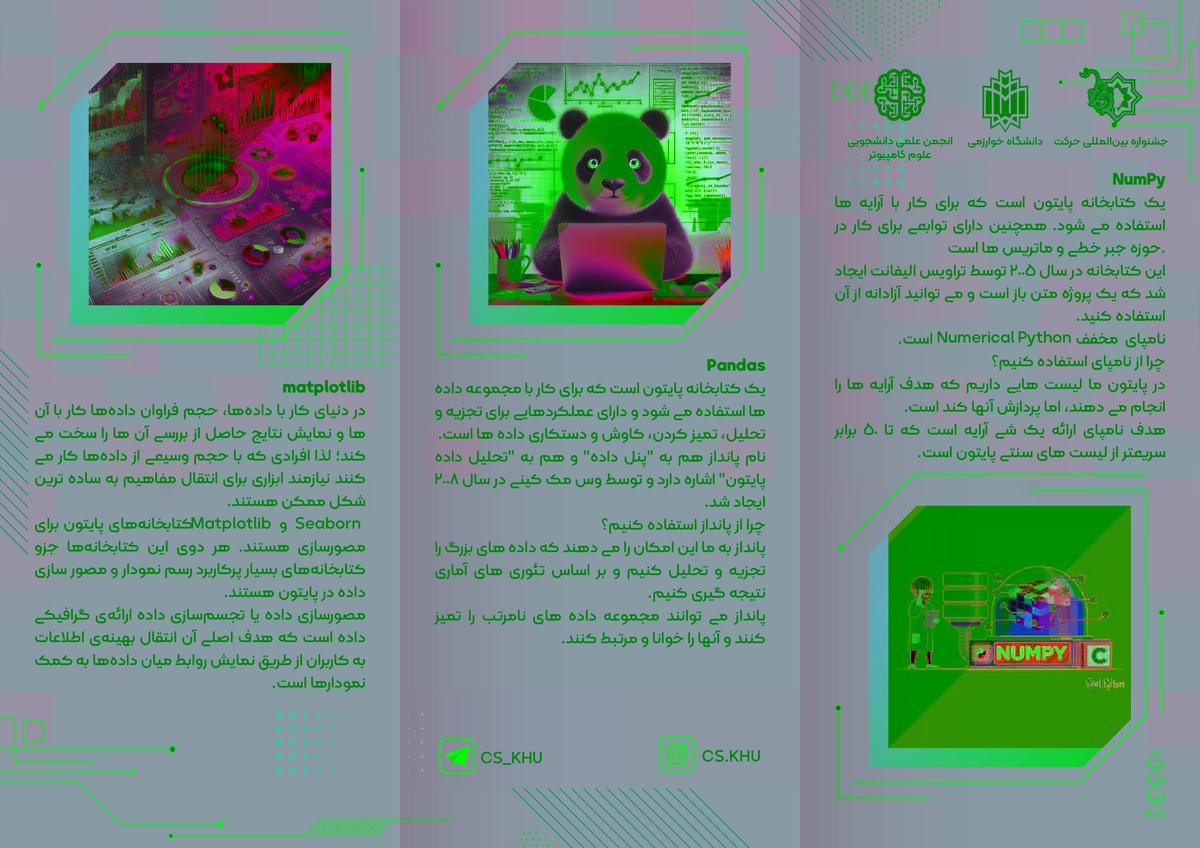 جشنواره بین‌المللی حرکت
دانشگاه خوارزمی
انجمن علمی دانشجویی
علوم کامپیوتر
NumPy
یک کتابخانه پایتون است که برای کار با آرایه ها
استفاده می شود. همچنین دارای توابعی برای کار در
.حوزه جبر خطی و ماتریس ها است
این کتابخانه در سال ۲۰۰۵ توسط تراویس الیفانت ایجاد
شد که یک پروژه متن باز است و می توانید آزادانه از آن
استفاده کنید.
نامپای مخفف Numerical Python است.
چرا از نامپای استفاده کنیم؟
در پایتون ما لیست هایی داریم که هدف آرایه ها را
انجام می دهند، اما پردازش آنها کند است.
هدف نامپای ارائه یک شی آرایه است که تا ۵۰ برابر
سریعتر از لیست های سنتی پایتون است.
NUMPY
C
Real Python
Pandas
یک کتابخانه پایتون است که برای کار با مجموعه داده
ها استفاده می شود و دارای عملکردهایی برای تجزیه و
تحلیل، تمیز کردن، کاوش و دستکاری داده ها است.
نام پانداز هم به "پنل داده" و هم به "تحلیل داده
پایتون" اشاره دارد و توسط وس مک کینی در سال ۲۰۰۸
ایجاد شد.
چرا از پانداز استفاده کنیم؟
پانداز به ما این امکان را می دهند که داده های بزرگ را
تجزیه و تحلیل کنیم و بر اساس تئوری های آماری
نتیجه گیری کنیم.
پانداز می توانند مجموعه داده های نامرتب را تمیز
کنند و آنها را خوانا و مرتبط کنند.
CS.KHU
CS_KHU
matplotlib
در دنیای کار با داده‌ها، حجم فراوان داده‌ها کار با آن
ها و نمایش نتایج حاصل از بررسی آن ها را سخت می
کند؛ لذا افرادی که با حجم وسیعی از داده‌ها کار می
کنند نیازمند ابزاری برای انتقال مفاهیم به ساده ترین
شکل ممکن هستند.
Seaborn و Matplotlibکتابخانه‌های پایتون برای
مصورسازی هستند. هر دوی این کتابخانه‌ها جزو
کتابخانه‌های بسیار پرکاربرد رسم نمودار و مصور سازی
داده در پایتون هستند.
مصورسازی داده یا تجسم‌سازی داده ارائه‌ی گرافیکی
داده است که هدف اصلی آن انتقال بهینه‌ی اطلاعات
به کاربران از طریق نمایش روابط میان داده‌ها به کمک
نمودارها است.